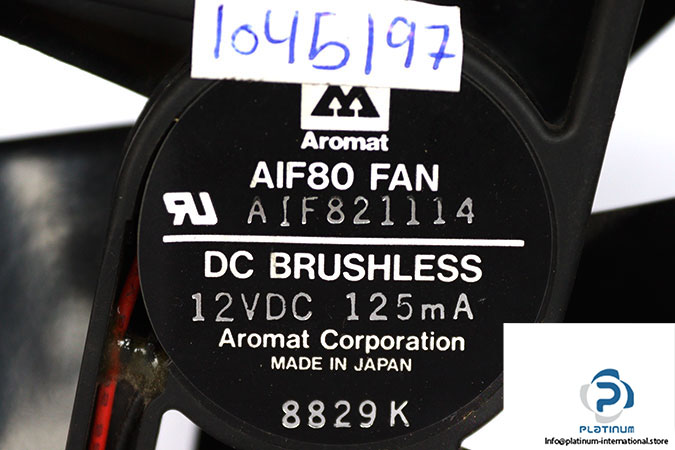 1045197
Aromat
AIF80 FAN
AIF821114
DC BRUSHLESS
12VDC 125mA
Aromat Corporation
MADE IN JAPAN
8829K
PLATINUM
Info@platinum-international.store